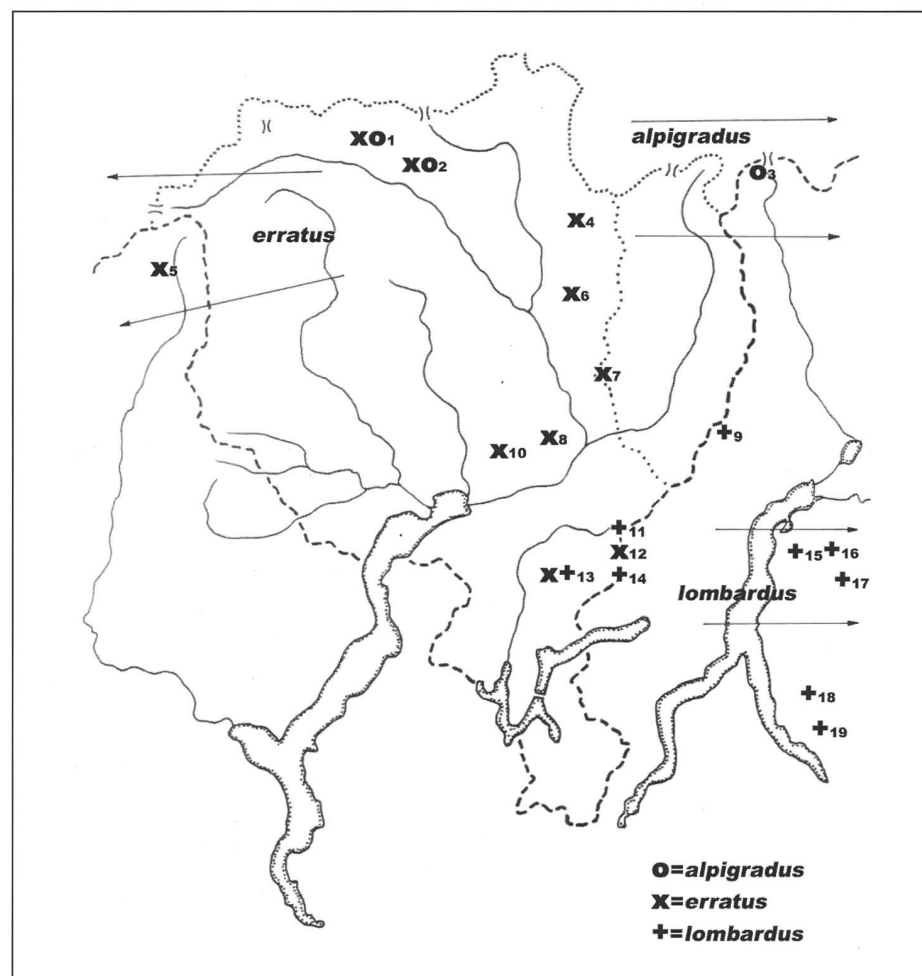 XO1
XO2
alpigradus
O3
X4
erratus
X5
X6
X7
+9
X10
X8
+11
X12
X+13
+14
+15
+16
+17
lombardus
+18
+19
O=alpigradus
X=erratus
+=lombardus